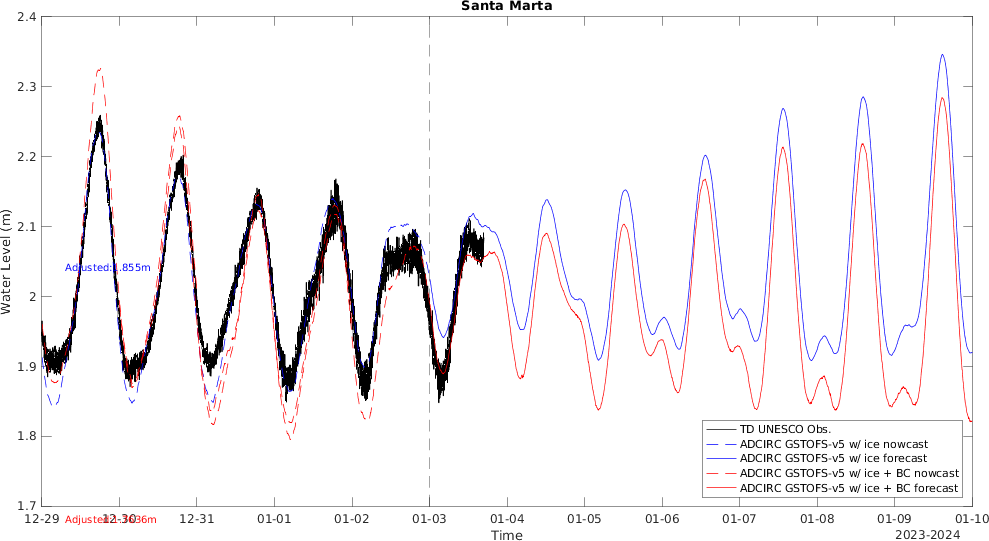 Santa Marta
2.4
2.3
2.2
2.1
2
1.9
1.8
1.7
Water Level (m)
Adjusted: .855m
TD UNESCO Obs.
ADCIRC GSTOFS-v5 w/ ice nowcast
ADCIRC GSTOFS-v5 w/ ice forecast
ADCIRC GSTOFS-v5 w/ ice + BC nowcast
ADCIRC GSTOFS-v5 w/ ice + BC forecast
12-29 12-30 12-31 01-01 01-02 01-03 01-04 01-05 01-06 01-07 01-08 01-09 01-10
Adjusted
Time
2023-2024